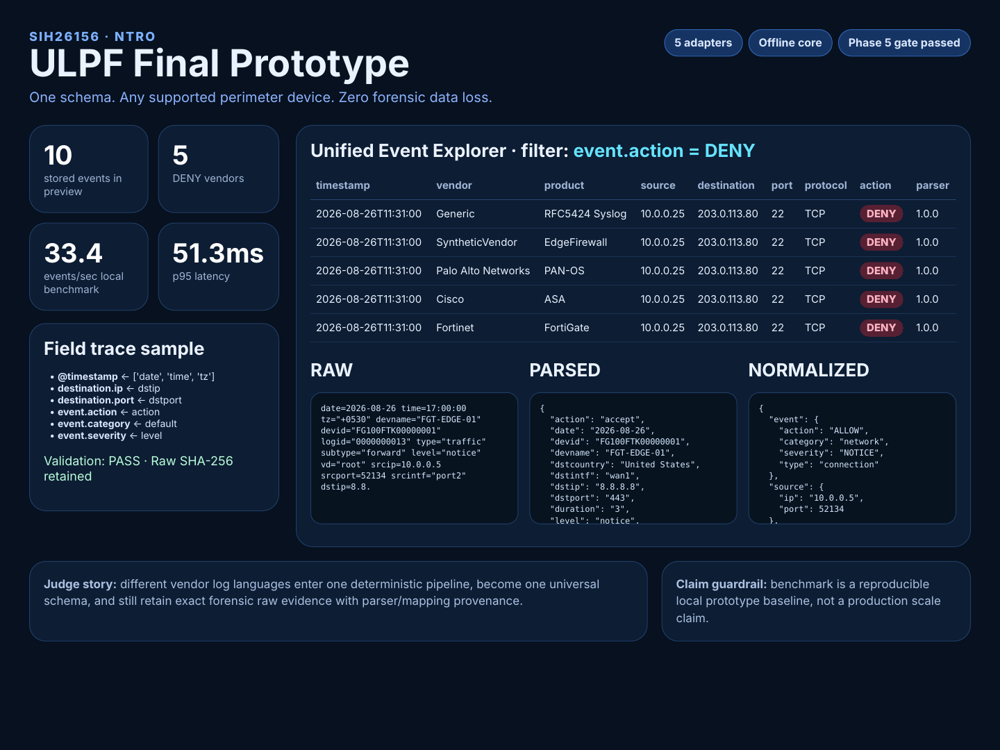 SIH26156 · NTRO
ULPF Final Prototype
One schema. Any supported perimeter device. Zero forensic data loss.
5 adapters
Offline core
Phase 5 gate passed
10
stored events in
preview
5
DENY vendors
33.4
events/sec local
benchmark
51.3ms
p95 latency
Field trace sample
• @timestamp ← ['date', 'time', 'tz']
• destination.ip ← dstip
• destination.port ← dstport
• event.action ← action
• event.category ← default
• event.severity ← level
Validation: PASS · Raw SHA-256
retained
Unified Event Explorer · filter: event.action = DENY
timestamp vendor product source destination port protocol action parser
2026-08-26T11:31:00 Generic RFC5424 Syslog 10.0.0.25 203.0.113.80 22 TCP DENY 1.0.0
2026-08-26T11:31:00 SyntheticVendor EdgeFirewall 10.0.0.25 203.0.113.80 22 TCP DENY 1.0.0
2026-08-26T11:31:00 Palo Alto Networks PAN-OS 10.0.0.25 203.0.113.80 22 TCP DENY 1.0.0
2026-08-26T11:31:00 Cisco ASA 10.0.0.25 203.0.113.80 22 TCP DENY 1.0.0
2026-08-26T11:31:00 Fortinet FortiGate 10.0.0.25 203.0.113.80 22 TCP DENY 1.0.0
RAW
date=2026-08-26 time=17:00:00
tz="+0530" devname="FGT-EDGE-01"
devid="FG100FTK00000001"
logid="0000000013" type="traffic"
subtype="forward" level="notice"
vd="root" srcip=10.0.0.5
srcport=52134 srcintf="port2"
dstip=8.8.
PARSED
{
"action": "accept",
"date": "2026-08-26",
"devid": "FG100FTK00000001",
"devname": "FGT-EDGE-01",
"dstcountry": "United States",
"dstintf": "wan1",
"dstip": "8.8.8.8",
"dstport": "443",
"duration": "3",
"level": "notice",
NORMALIZED
{
"event": {
"action": "ALLOW",
"category": "network",
"severity": "NOTICE",
"type": "connection"
},
"source": {
"ip": "10.0.0.5",
"port": 52134
},
Judge story: different vendor log languages enter one deterministic pipeline, become one universal
schema, and still retain exact forensic raw evidence with parser/mapping provenance.
Claim guardrail: benchmark is a reproducible
local prototype baseline, not a production scale
claim.